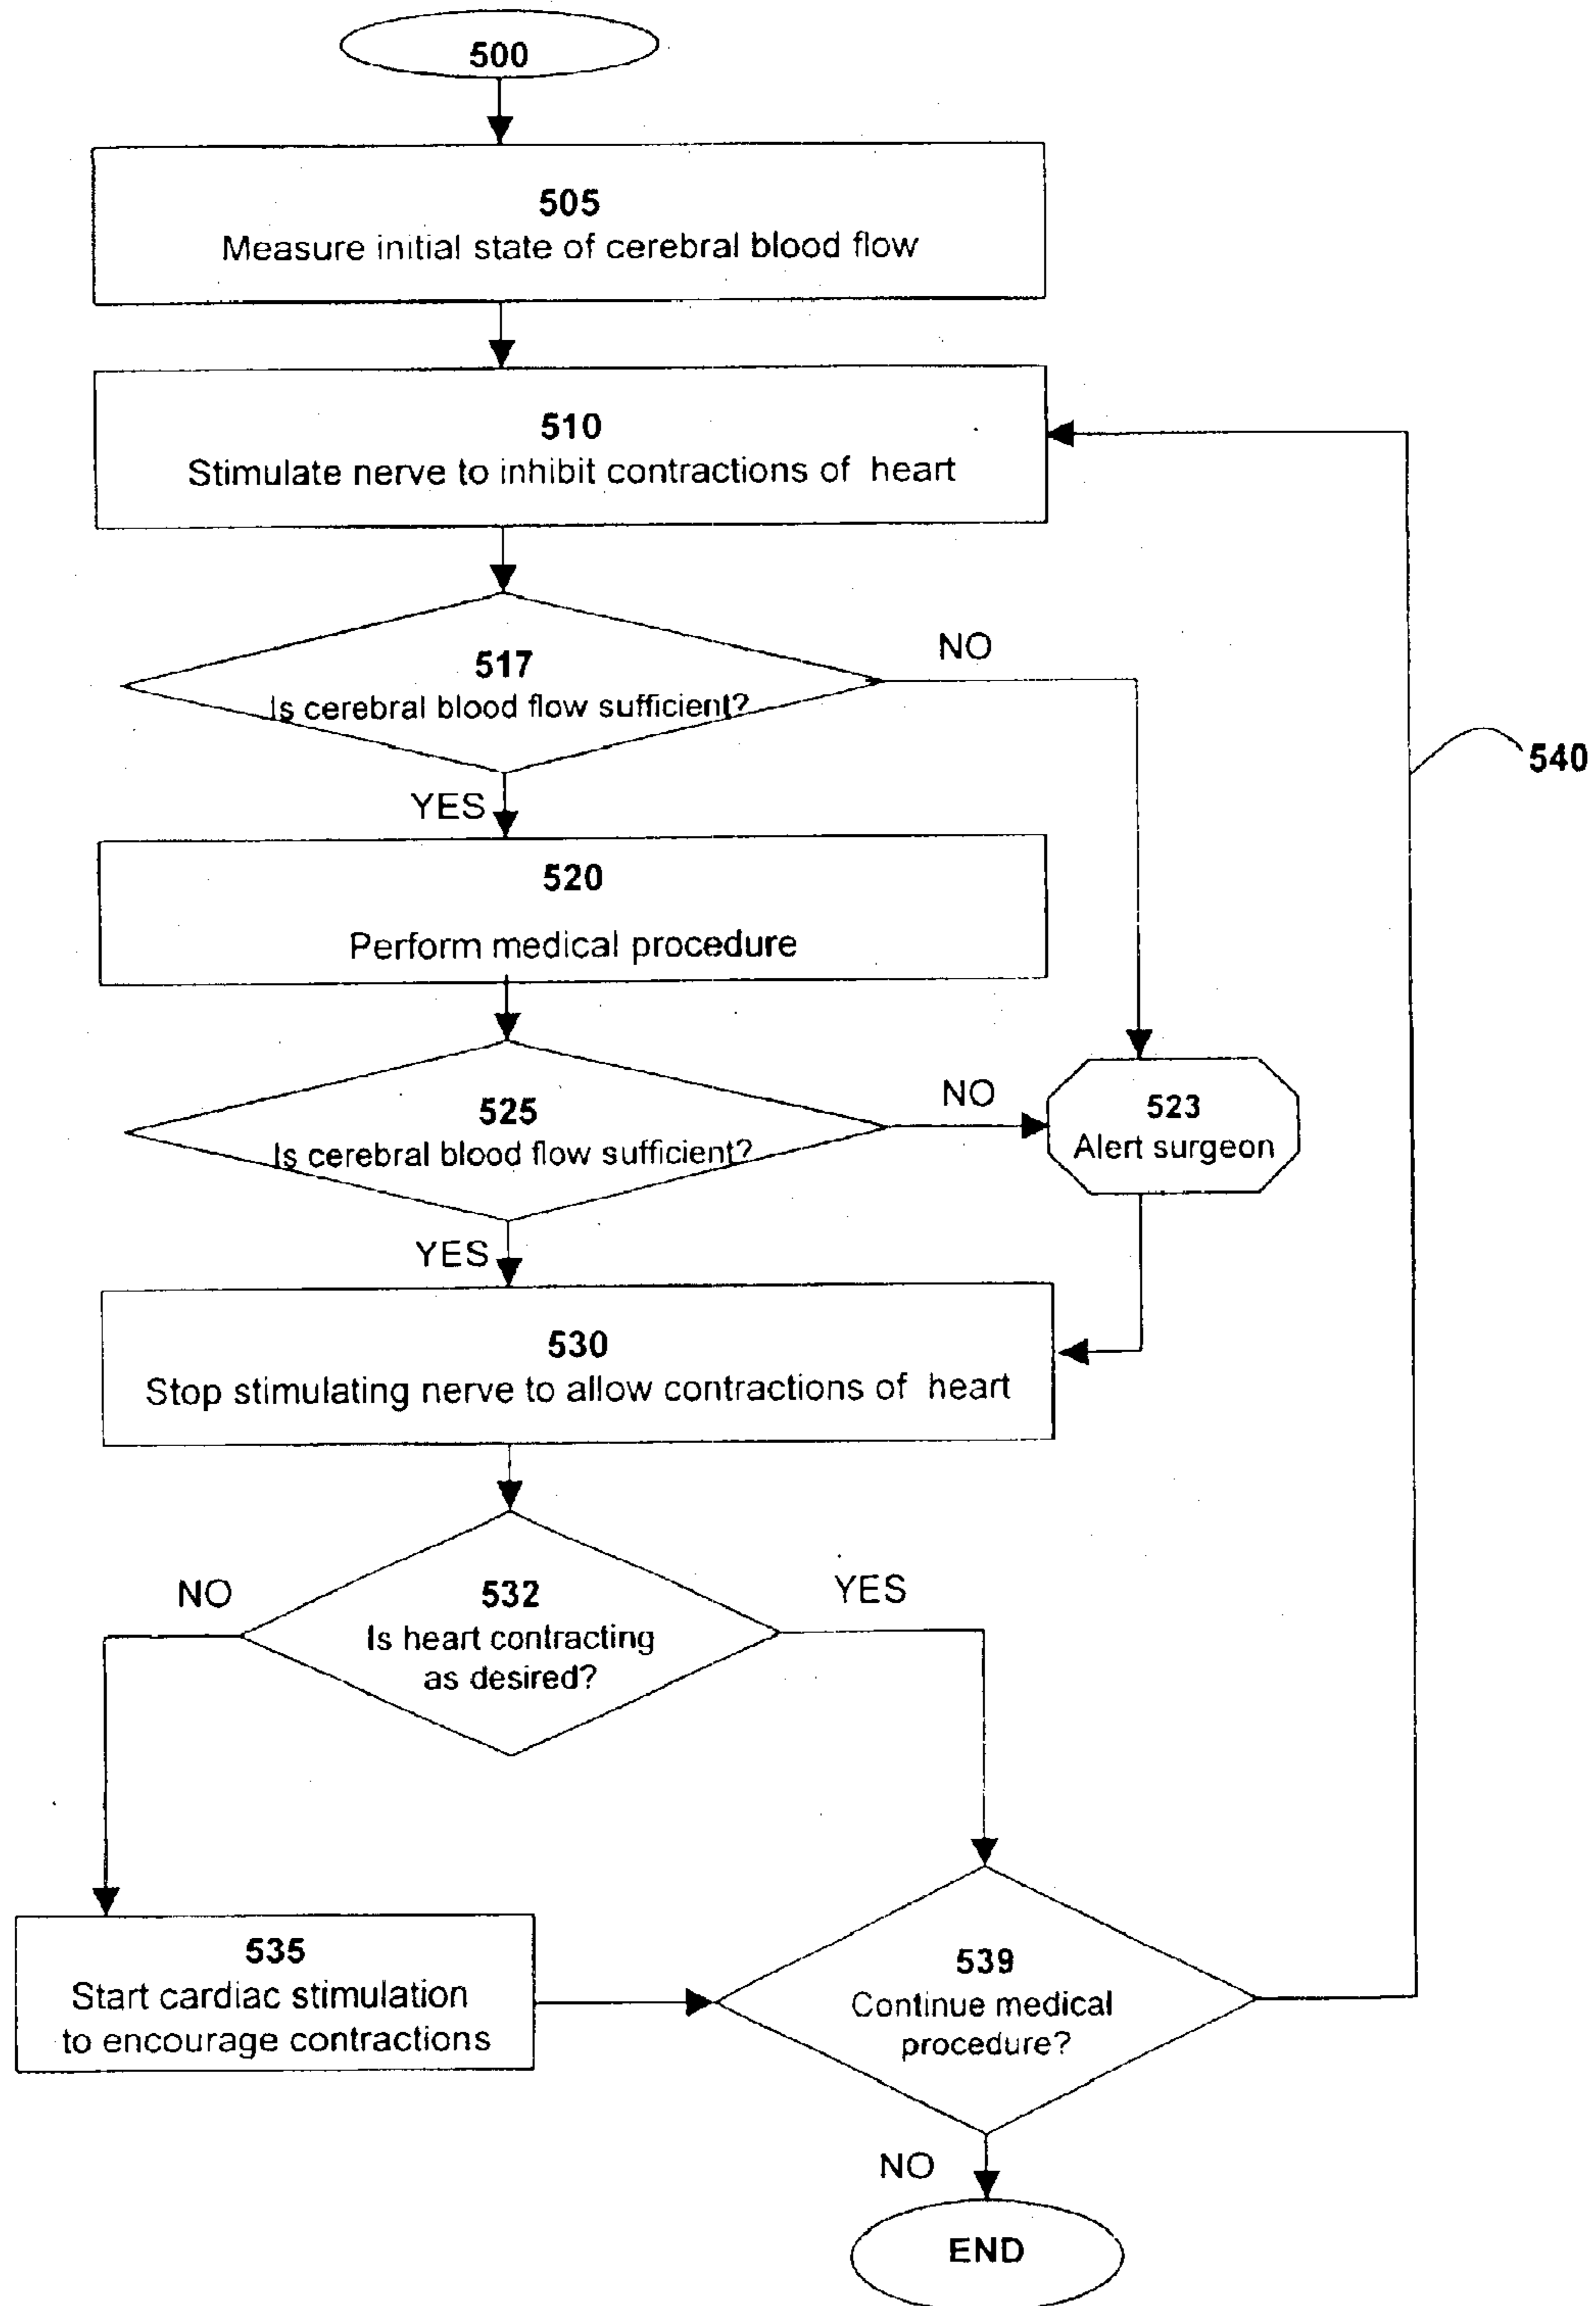 500
505
Measure initial state of cerebral blood flow
510
Stimulate nerve to inhibit contractions of heart
517
Is cerebral blood flow sufficient?
NO
540
YES
520
Perform medical procedure
525
Is cerebral blood flow sufficient?
NO
523
Alert surgeon
YES
530
Stop stimulating nerve to allow contractions of heart
NO
532
Is heart contracting
as desired?
YES
535
Start cardiac stimulation
to encourage contractions
539
Continue medical
procedure?
NO
END